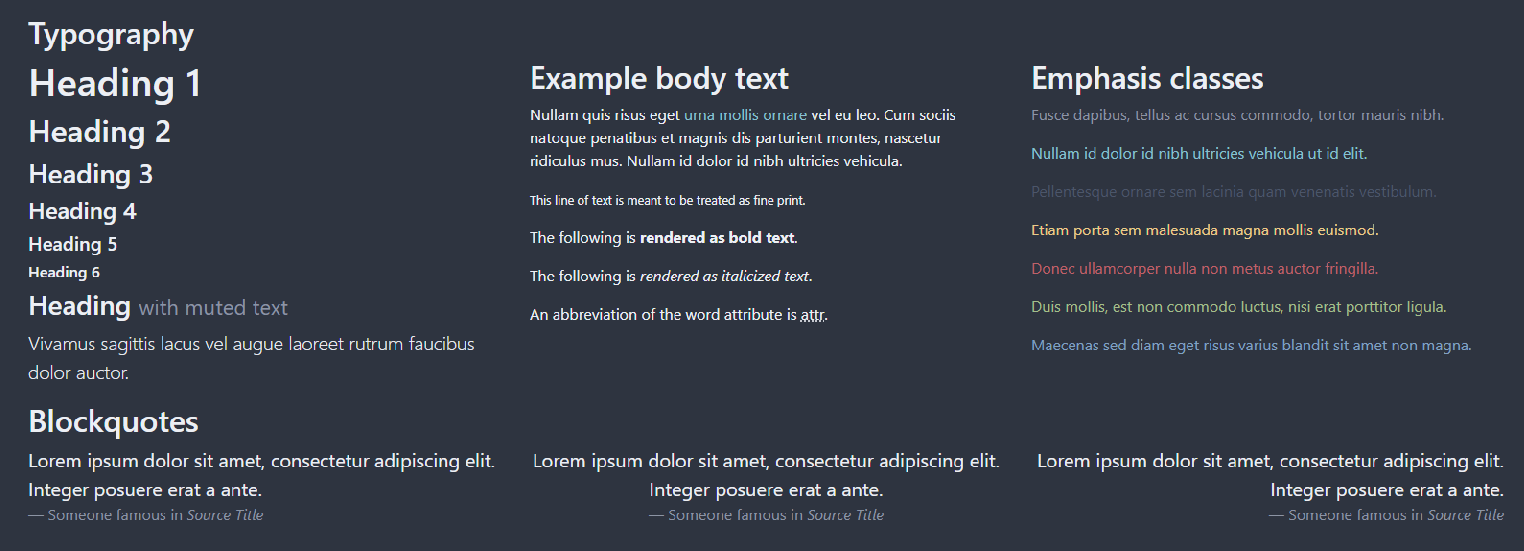 Typography
Heading 1
Heading 2
Heading 3
Heading 4
Heading 5
Heading 6
Heading with muted text
Vivamus sagittis lacus vel augue laoreet rutrum faucibus
dolor auctor.
Example body text
Nullam quis risus eget urna mollis ornare vel eu leo. Cum sociis
natoque penatibus et magnis dis parturient montes, nascetur
ridiculus mus. Nullam id dolor id nibh ultricies vehicula.
This line of text is meant to be treated as fine print.
The following is rendered as bold text.
The following is rendered as italicized text.
An abbreviation of the word attribute is attr.
Emphasis classes
Fusce dapibus, tellus ac cursus commodo, tortor mauris nibh.
Nullam id dolor id nibh ultricies vehicula ut id elit.
Pellentesque ornare sem lacinia quam venenatis vestibulum.
Etiam porta sem malesuada magna mollis euismod.
Donec ullamcorper nulla non metus auctor fringilla.
Duis mollis, est non commodo luctus, nisi erat porttitor ligula.
Maecenas sed diam eget risus varius blandit sit amet non magna.
Blockquotes
Lorem ipsum dolor sit amet, consectetur adipiscing elit.
Integer posuere erat a ante.
— Someone famous in Source Title
Lorem ipsum dolor sit amet, consectetur adipiscing elit.
Integer posuere erat a ante.
— Someone famous in Source Title
Lorem ipsum dolor sit amet, consectetur adipiscing elit.
Integer posuere erat a ante.
— Someone famous in Source Title